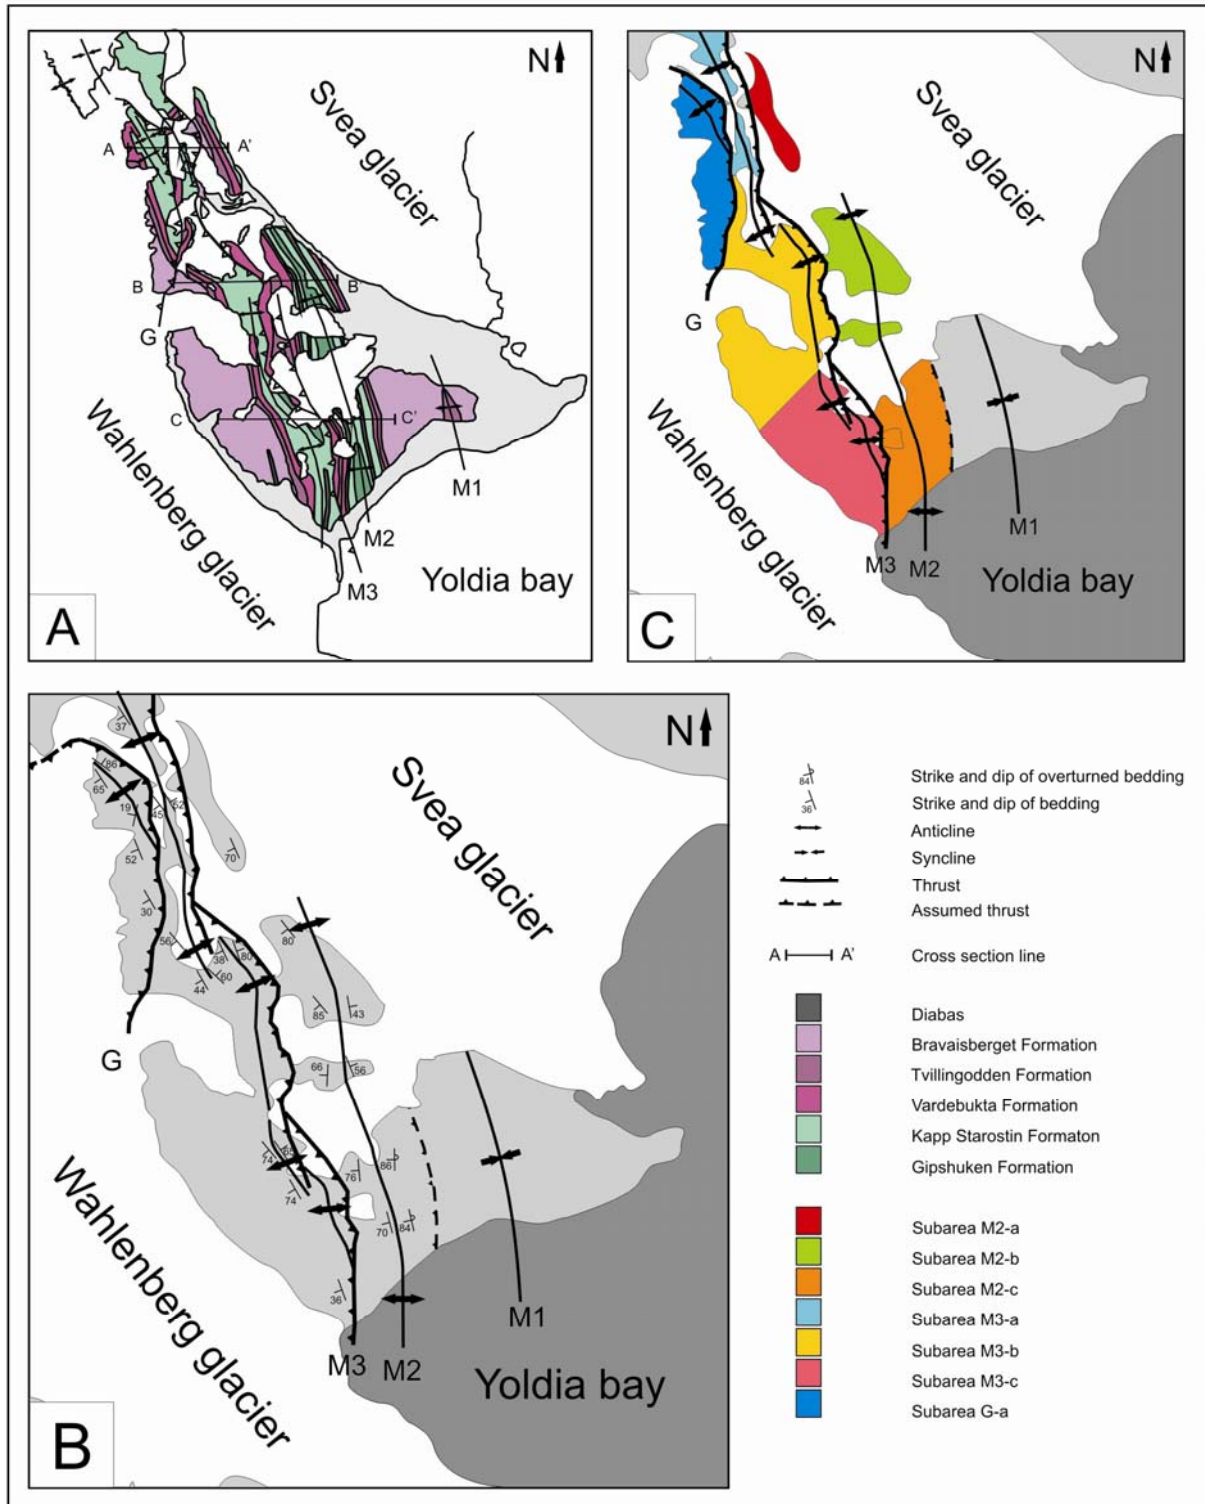 N
Svea glacier
A
A'
B
B'
G
Wahlenberg glacier
C
C'
M1
M2
M3
Yoldia bay
A
N
Svea glacier
G
Wahlenberg glacier
M1
M3
M2
Yoldia bay
C
N
37
Svea glacier
86
65
19
45
52
52
70
30
80
56
38
80
60
44
85
43
G
66
56
74
65
86
76
74
70
84
Wahlenberg glacier
36
M1
M3
M2
Yoldia bay
B
84
Strike and dip of overturned bedding
36
Strike and dip of bedding
Anticline
Syncline
Thrust
Assumed thrust
A
A'
Cross section line
Diabas
Bravaisberget Formation
Tvillingodden Formation
Vardebukta Formation
Kapp Starostin Formaton
Gipshuken Formation
Subarea M2-a
Subarea M2-b
Subarea M2-c
Subarea M3-a
Subarea M3-b
Subarea M3-c
Subarea G-a